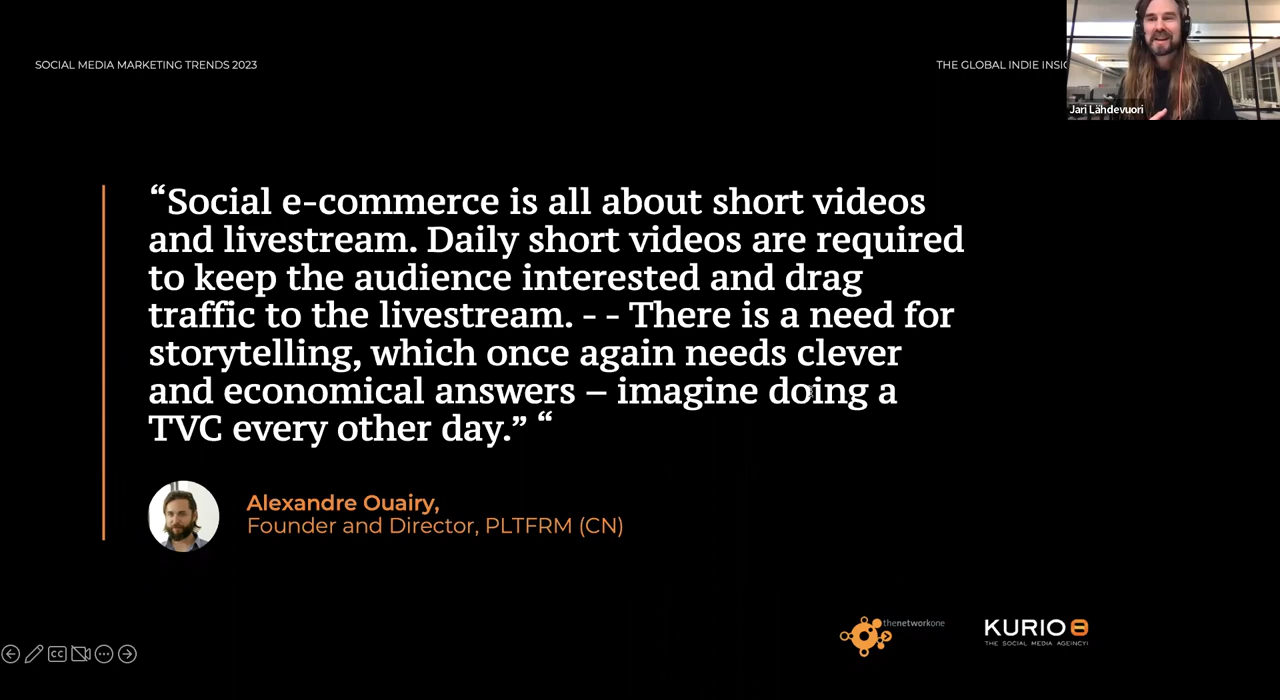 SOCIAL MEDIA MARKETING TRENDS 2023
THE GLOBAL INDIE
Jari Lähdevuori
“Social e-commerce is all about short videos
and livestream. Daily short videos are required
to keep the audience interested and drag
traffic to the livestream. - - There is a need for
storytelling, which once again needs clever
and economical answers – imagine doing a
TVC every other day.” “
Alexandre Ouairy,
Founder and Director, PLTFRM (CN)
thenetworkone
KURIO
THE SOCIAL MEDIA AGENCY!
CC